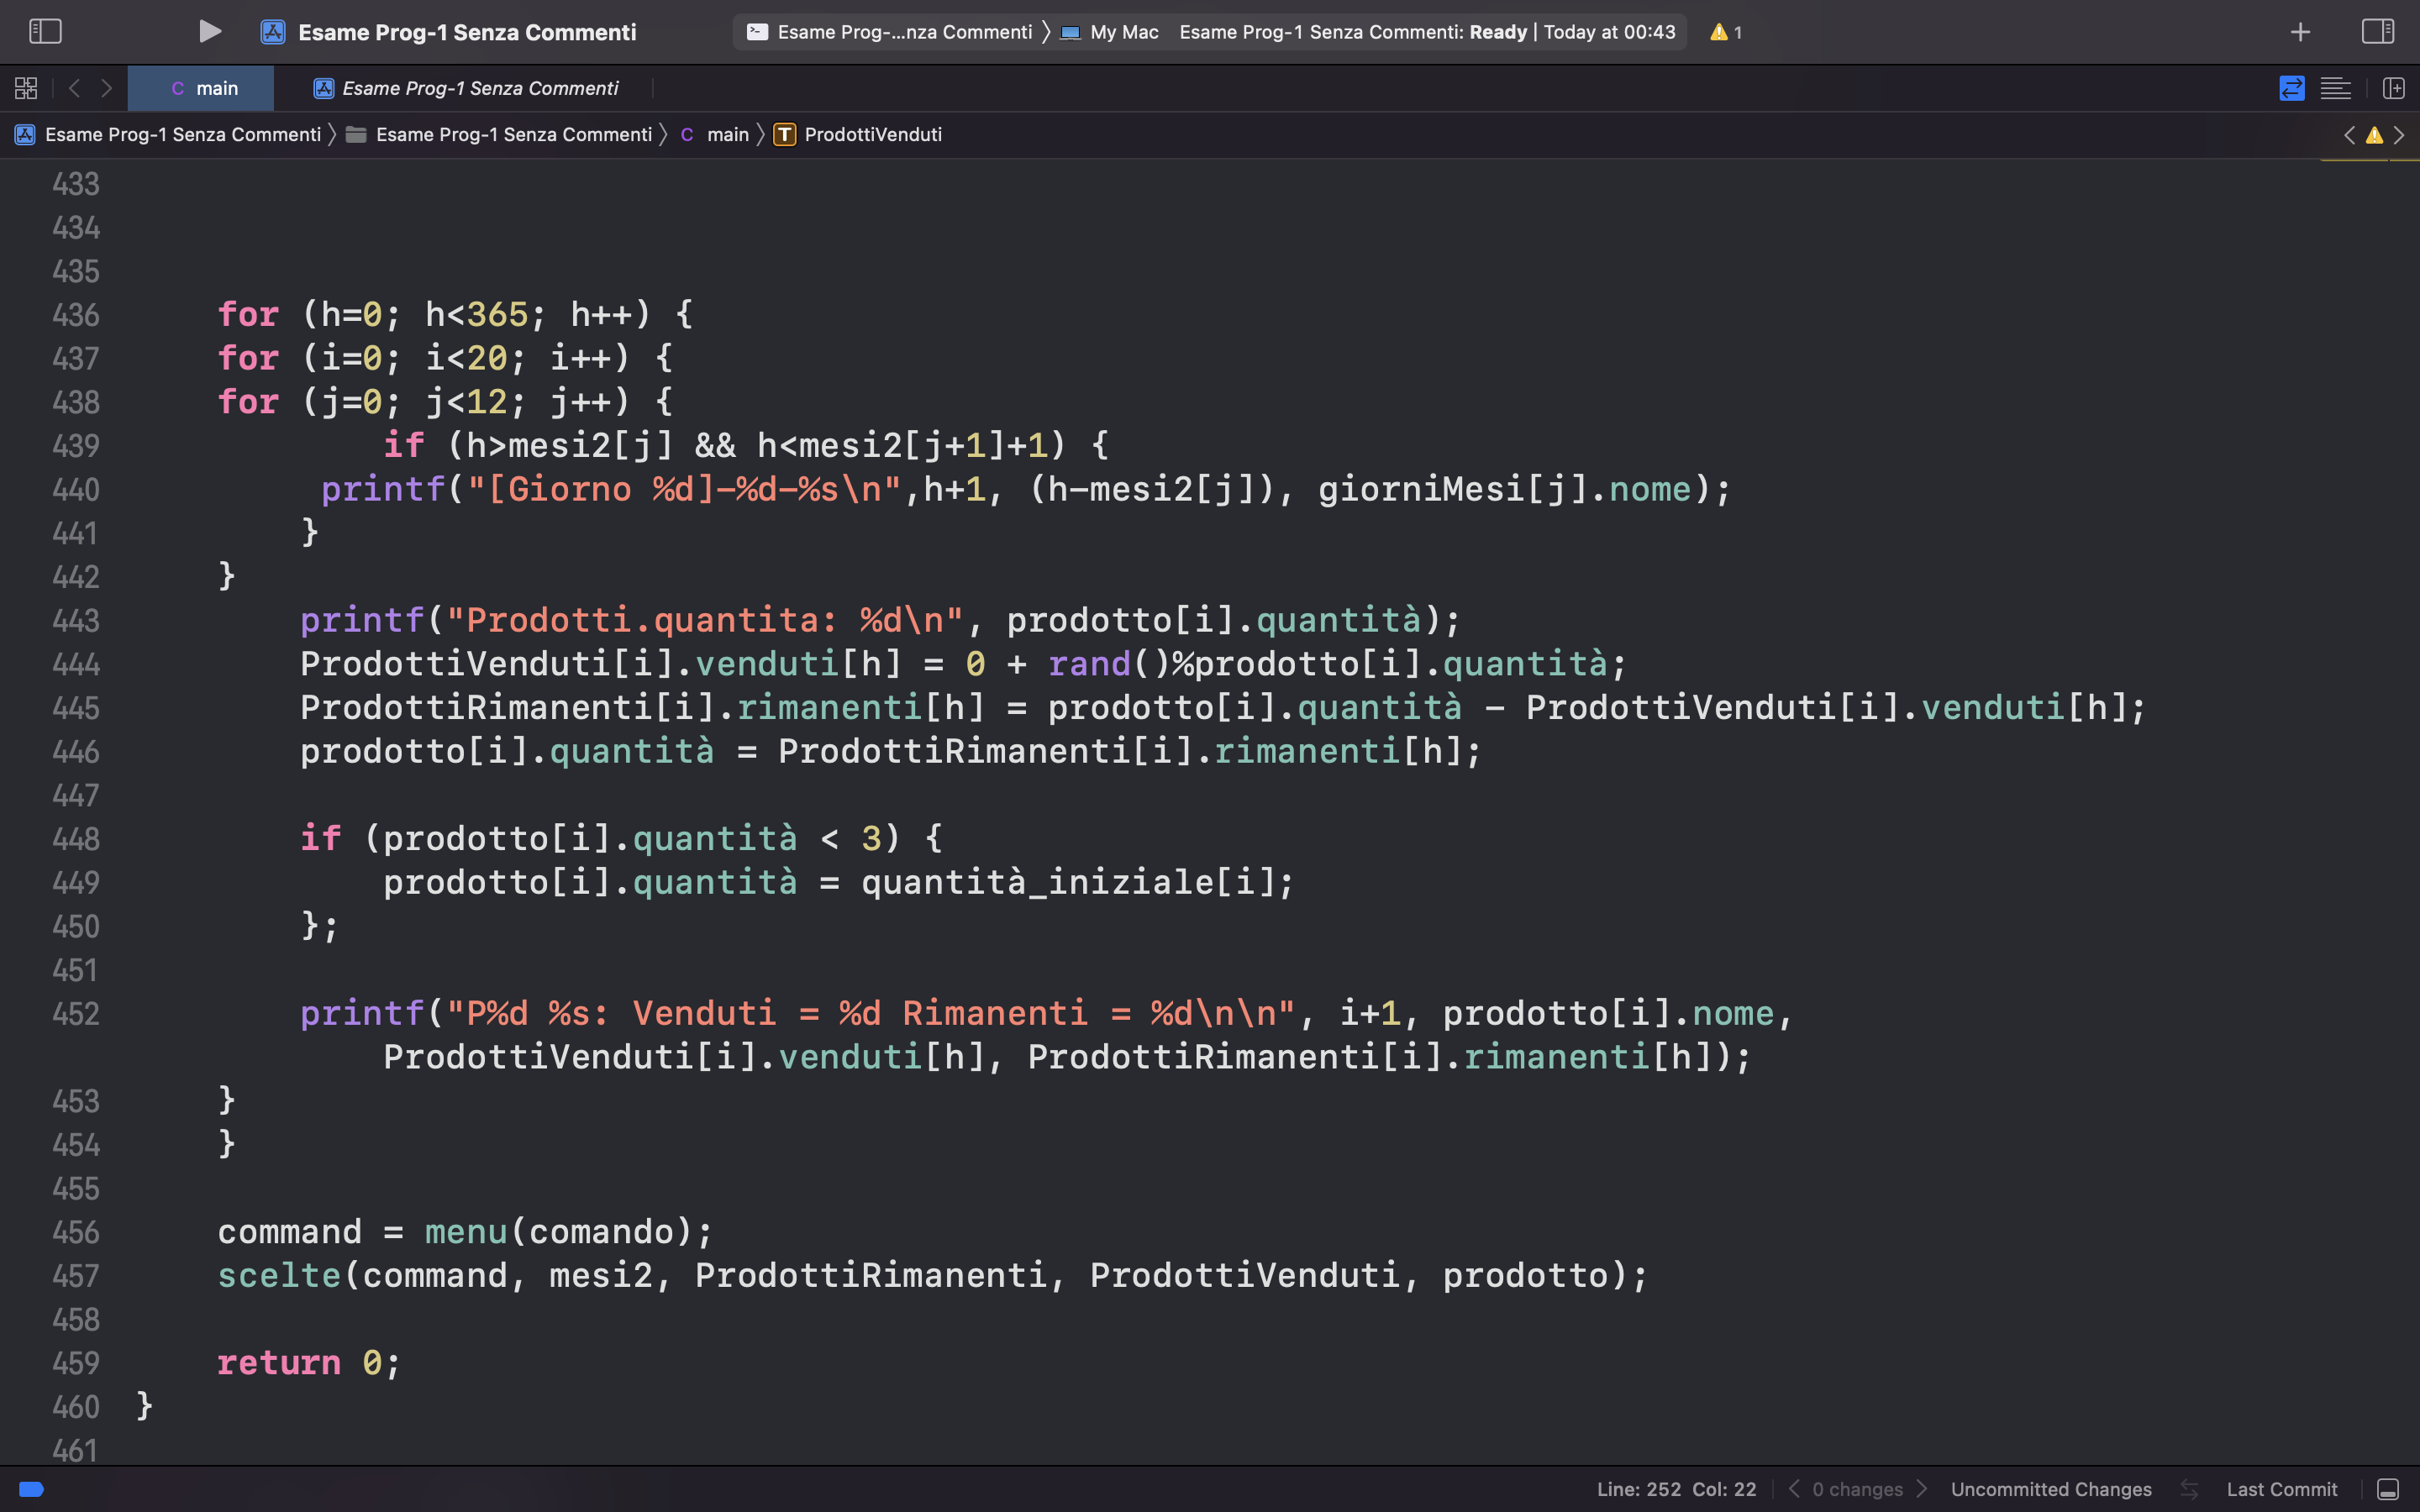 Esame Prog-1 Senza Commenti
Esame Prog-...nza Commenti 〉 My Mac Esame Prog-1 Senza Commenti: Ready | Today at 00:43 1
C main Esame Prog-1 Senza Commenti
Esame Prog-1 Senza Commenti 〉 Esame Prog-1 Senza Commenti 〉 C main 〉 T ProdottiVenduti
433
434
435
436 for (h=0; h<365; h++) {
437 for (i=0; i<20; i++) {
438 for (j=0; j<12; j++) {
439 if (h>mesi2[j] && h<mesi2[j+1]+1) {
440 printf("[Giorno %d]-%d-%s\n",h+1, (h-mesi2[j]), giorniMesi[j].nome);
441 }
442 }
443 printf("Prodotti.quantita: %d\n", prodotto[i].quantità);
444 ProdottiVenduti[i].venduti[h] = 0 + rand()%prodotto[i].quantità;
445 ProdottiRimanenti[i].rimanenti[h] = prodotto[i].quantità - ProdottiVenduti[i].venduti[h];
446 prodotto[i].quantità = ProdottiRimanenti[i].rimanenti[h];
447
448 if (prodotto[i].quantità < 3) {
449 prodotto[i].quantità = quantità_iniziale[i];
450 };
451
452 printf("P%d %s: Venduti = %d Rimanenti = %d\n\n", i+1, prodotto[i].nome,
ProdottiVenduti[i].venduti[h], ProdottiRimanenti[i].rimanenti[h]);
453 }
454 }
455
456 command = menu(comando);
457 scelte(command, mesi2, ProdottiRimanenti, ProdottiVenduti, prodotto);
458
459 return 0;
460 }
461
Line: 252 Col: 22 0 changes Uncommitted Changes Last Commit